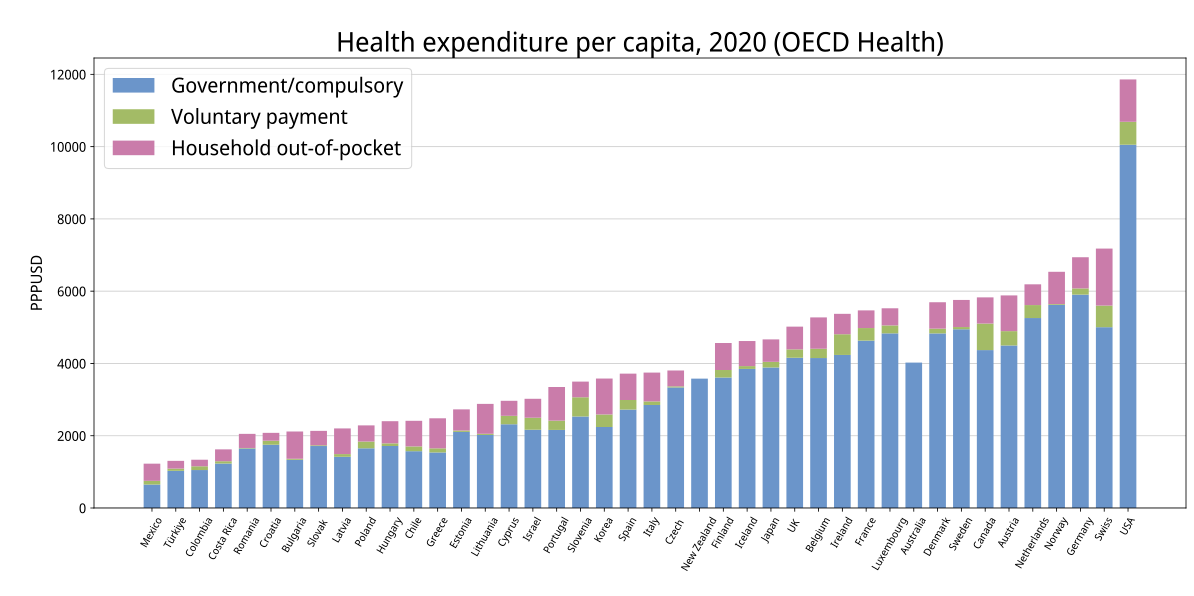 Health expenditure per capita, 2020 (OECD Health)
Government/compulsory
Voluntary payment
Household out-of-pocket
PPPUSD
12000
10000
8000
6000
4000
2000
0
Mexico
Türkiye
Colombia
Costa Rica
Romania
Croatia
Bulgaria
Slovak
Latvia
Poland
Hungary
Chile
Greece
Estonia
Lithuania
Cyprus
Israel
Portugal
Slovenia
Korea
Spain
Italy
Czech
New Zealand
Finland
Iceland
Japan
UK
Belgium
Ireland
France
Luxembourg
Australia
Denmark
Sweden
Canada
Austria
Netherlands
Norway
Germany
Swiss
USA